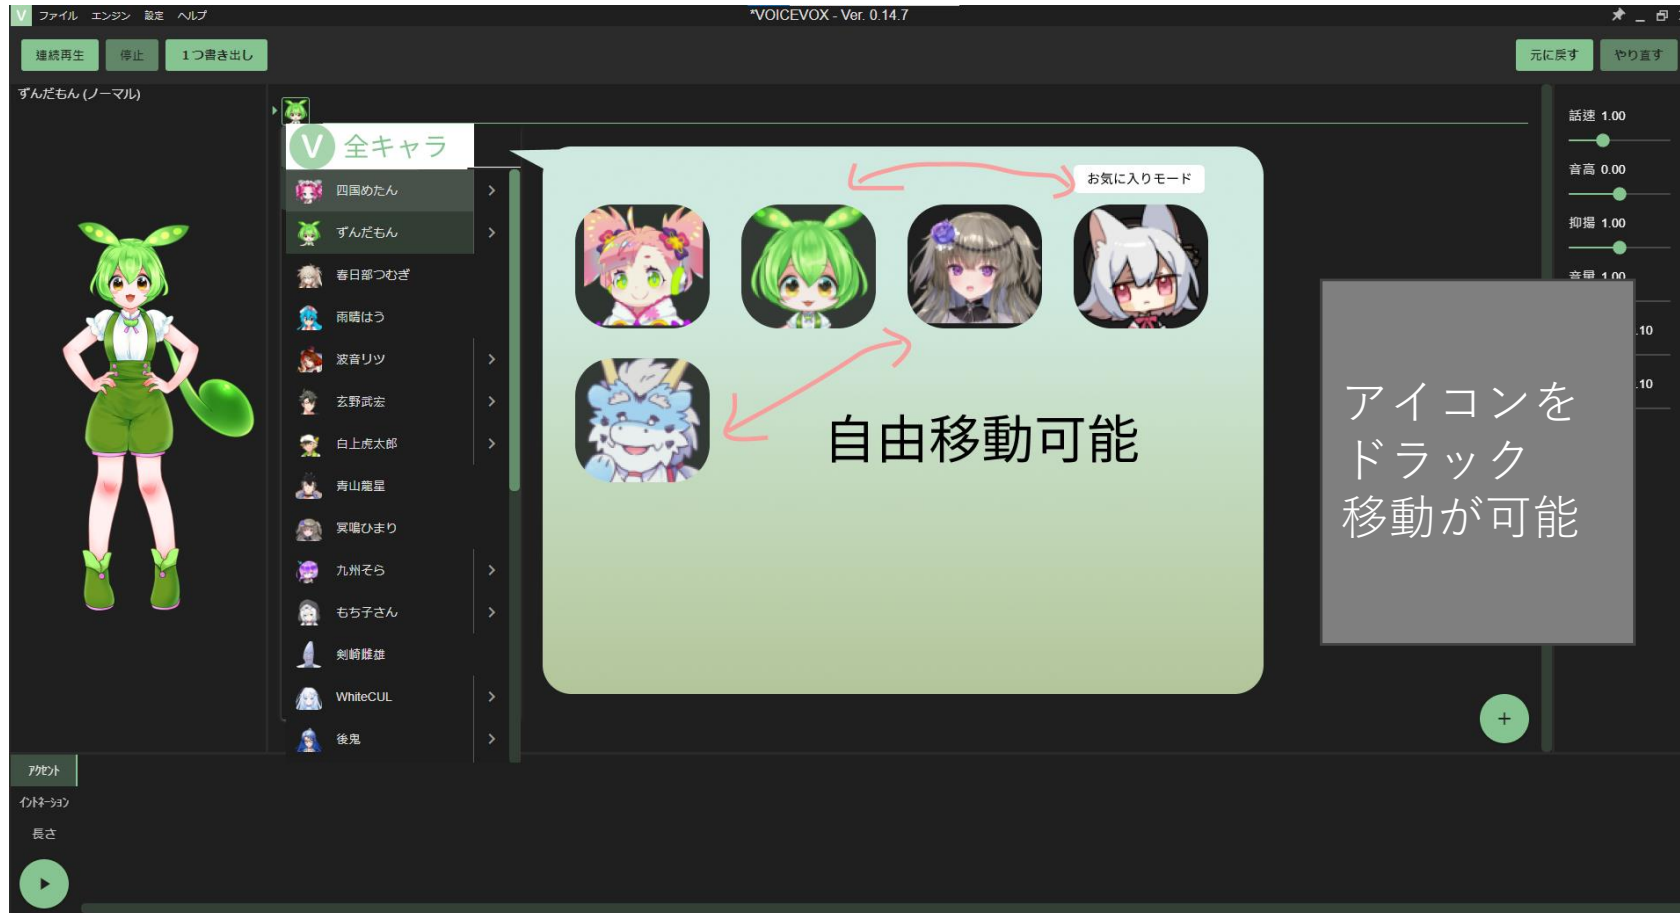 V ファイル エンジン 設定 ヘルプ
*VOICEVOX - Ver. 0.14.7
連続再生 停止 1つ書き出し
元に戻す やり直す
ずんだもん (ノーマル)
V 全キャラ
四国めたん
ずんだもん
春日部つむぎ
雨晴はう
波音リツ
玄野武宏
白上虎太郎
青山龍星
冥鳴ひまり
九州そら
もち子さん
剣崎雌雄
WhiteCUL
後鬼
お気に入りモード
自由移動可能
話速 1.00
音高 0.00
抑揚 1.00
音量 1.00
.10
.10
アイコンを
ドラック
移動が可能
アクセント
イントネーション
長さ